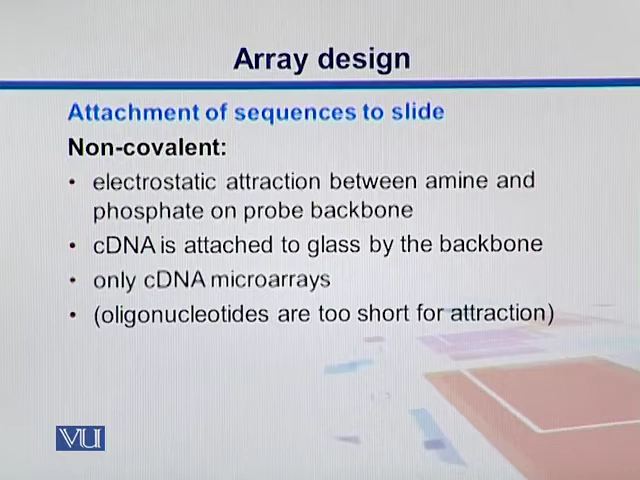 Array design
Attachment of sequences to slide
Non-covalent:
• electrostatic attraction between amine and
phosphate on probe backbone
• cDNA is attached to glass by the backbone
• only cDNA microarrays
• (oligonucleotides are too short for attraction)
VU